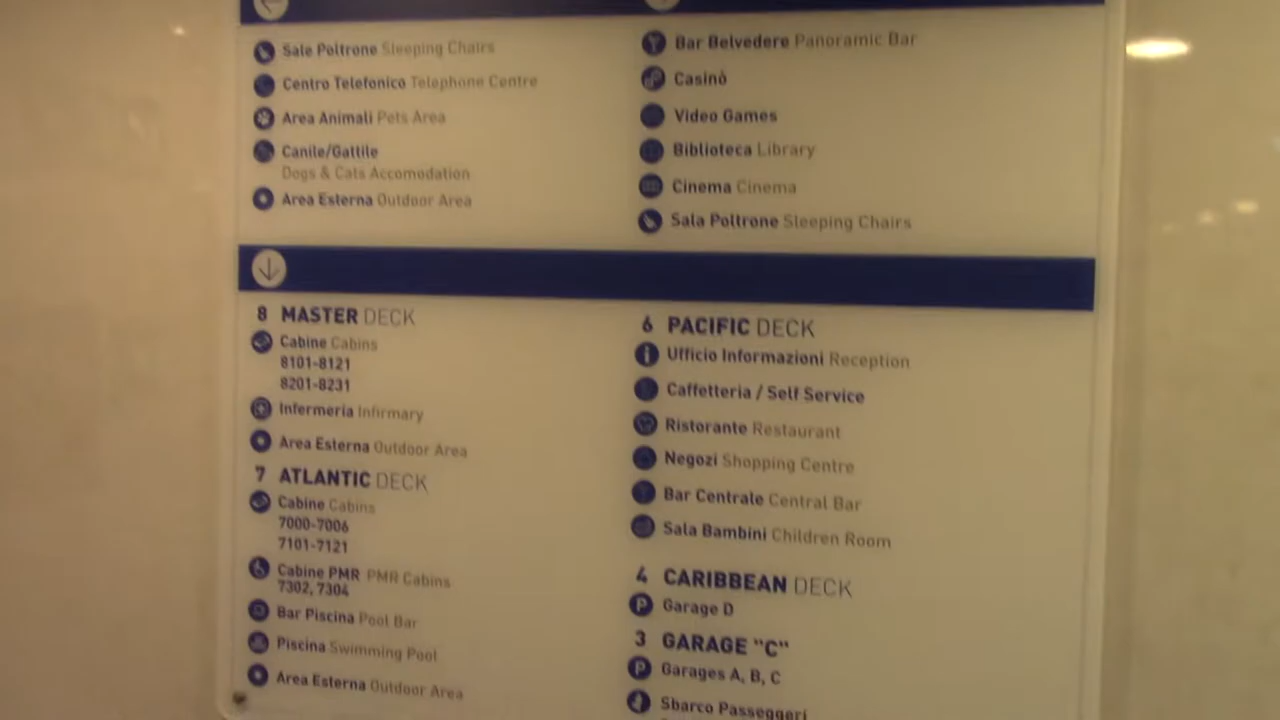 Sale Poltrone Sleeping Chairs
Centro Telefonico Telephone Centre
Area Animali Pets Area
Canile/Gattile
Dogs & Cats Accomodation
Area Esterna Outdoor Area
Bar Belvedere Panoramic Bar
Casinò
Video Games
Biblioteca Library
Cinema Cinema
Sala Poltrone Sleeping Chairs
8 MASTER DECK
Cabine Cabins
8101-8121
8201-8231
Infermeria Infirmary
Area Esterna Outdoor Area
7 ATLANTIC DECK
Cabine Cabins
7000-7006
7101-7121
Cabine PMR PMR Cabins
7302, 7304
Bar Piscina Pool Bar
Piscina Swimming Pool
Area Esterna Outdoor Area
6 PACIFIC DECK
Ufficio Informazioni Reception
Caffetteria / Self Service
Ristorante Restaurant
Negozi Shopping Centre
Bar Centrale Central Bar
Sala Bambini Children Room
4 CARIBBEAN DECK
P Garage D
3 GARAGE "C"
P Garages A, B, C
Sbarco Passeggeri